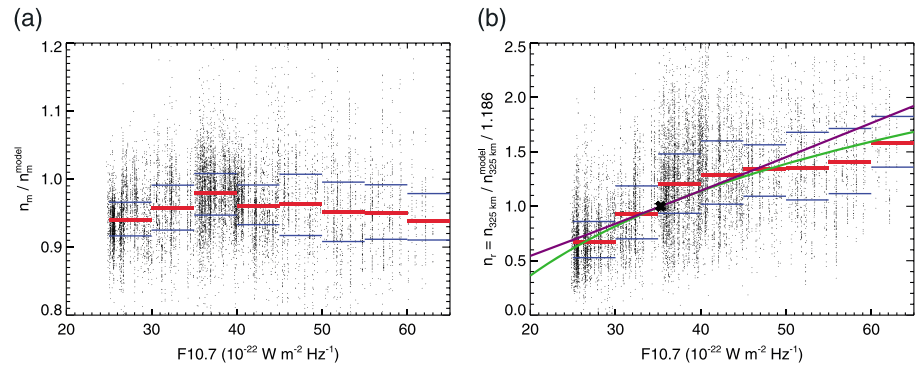 (a)
1.2
1.1
1.0
0.9
0.8
n_m / n_m^model
20 30 40 50 60
F10.7 (10^-22 W m^-2 Hz^-1)
(b)
2.5
2.0
1.5
1.0
0.5
0.0
n_r = n_325 km / n_325 km^model / 1.186
20 30 40 50 60
F10.7 (10^-22 W m^-2 Hz^-1)